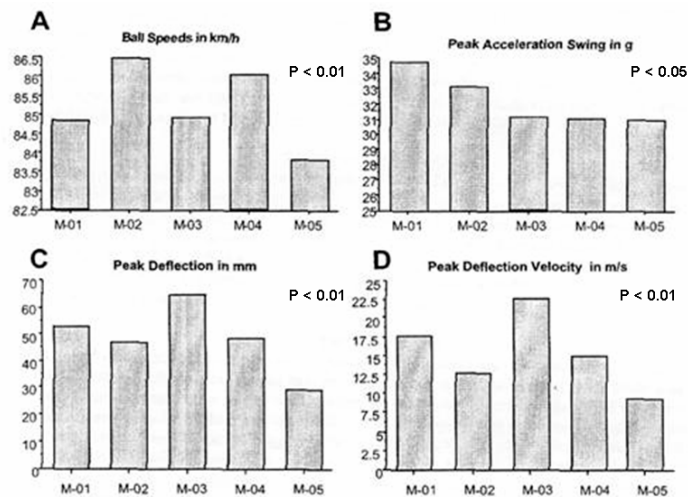 A
Ball Speeds in km/h
P < 0.01
86.5
86
85.5
85
84.5
84
83.5
83
82.5
M-01 M-02 M-03 M-04 M-05
B
Peak Acceleration Swing in g
P < 0.05
35
34
33
32
31
30
29
28
27
26
25
M-01 M-02 M-03 M-04 M-05
C
Peak Deflection in mm
P < 0.01
70
60
50
40
30
20
10
0
M-01 M-02 M-03 M-04 M-05
D
Peak Deflection Velocity in m/s
P < 0.01
25
22.5
20
17.5
15
12.5
10
7.5
5
2.5
0
M-01 M-02 M-03 M-04 M-05